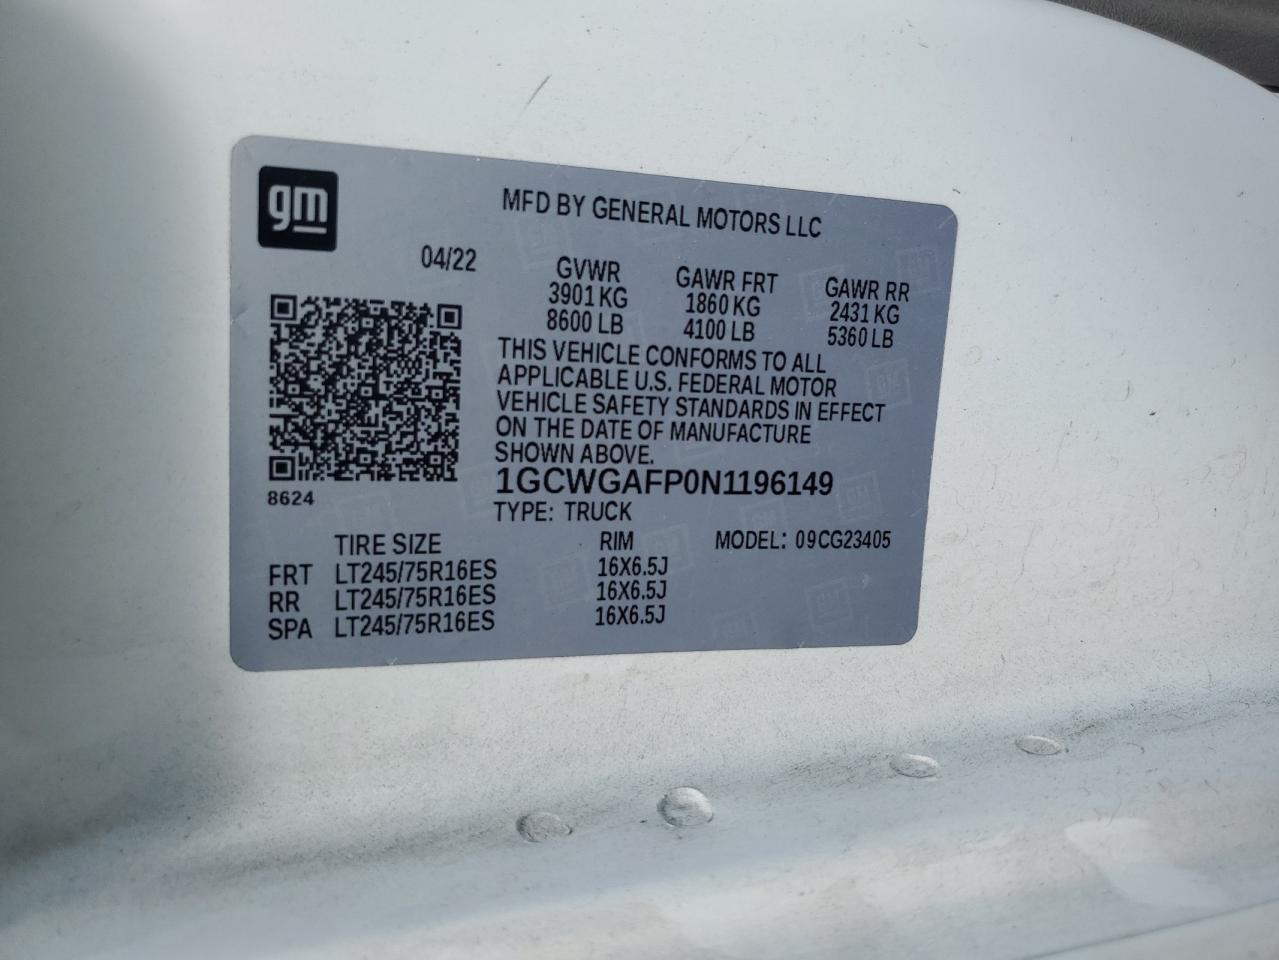 gm
MFD BY GENERAL MOTORS LLC
04/22
GVWR GAWR FRT GAWR RR
3901 KG 1860 KG 2431 KG
8600 LB 4100 LB 5360 LB
THIS VEHICLE CONFORMS TO ALL
APPLICABLE U.S. FEDERAL MOTOR
VEHICLE SAFETY STANDARDS IN EFFECT
ON THE DATE OF MANUFACTURE
SHOWN ABOVE.
1GCWGAFP0N1196149
8624
TYPE: TRUCK
TIRE SIZE RIM MODEL: 09CG23405
FRT LT245/75R16ES 16X6.5J
RR LT245/75R16ES 16X6.5J
SPA LT245/75R16ES 16X6.5J